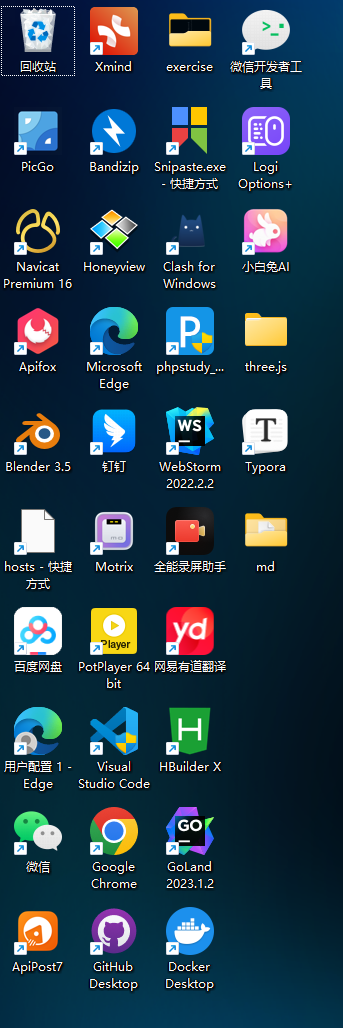 回收站
Xmind
exercise
微信开发者工
具
PicGo
Bandizip
Snipaste.exe
- 快捷方式
Logi
Options+
Navicat
Premium 16
Honeyview
Clash for
Windows
小白兔AI
Apifox
Microsoft
Edge
P
phpstudy_...
three.js
Blender 3.5
钉钉
WS
WebStorm
2022.2.2
T
Typora
hosts - 快捷
方式
Motrix
全能录屏助手
md
百度网盘
Player
PotPlayer 64
bit
yd
网易有道翻译
用户配置 1 -
Edge
Visual
Studio Code
H
HBuilder X
微信
Google
Chrome
GO
GoLand
2023.1.2
ApiPost7
GitHub
Desktop
Docker
Desktop